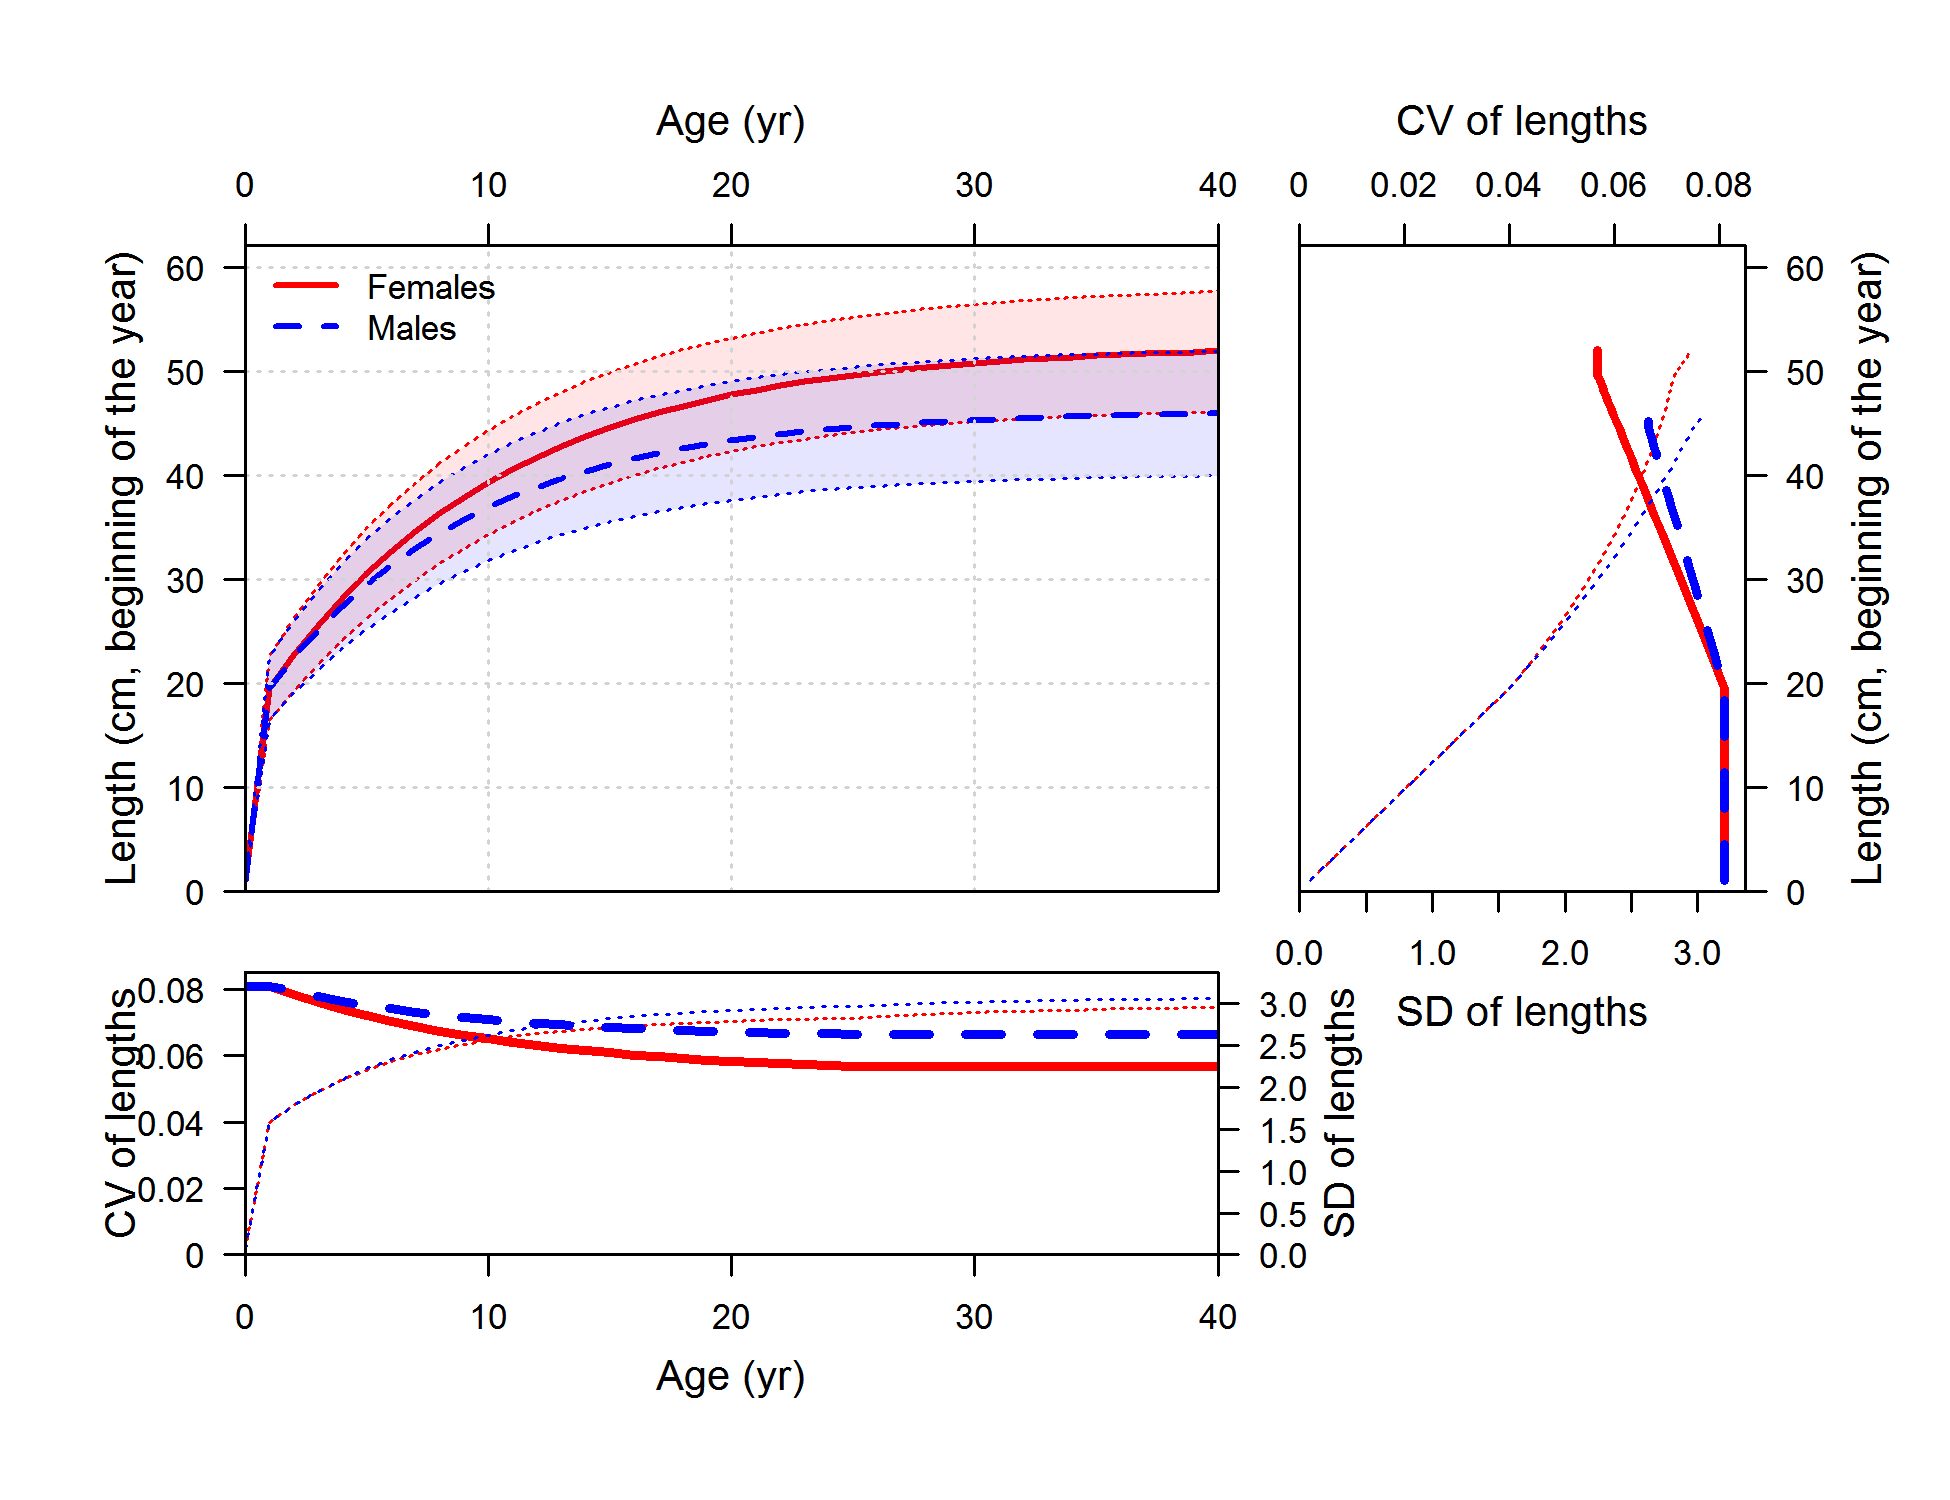 Age (yr)
0 10 20 30 40
CV of lengths
0 0.02 0.04 0.06 0.08
Length (cm, beginning of the year)
60
50
40
30
20
10
0
Females
Males
60
50
40
30
20
10
0
Length (cm, beginning of the year)
0.0 1.0 2.0 3.0
SD of lengths
CV of lengths
0.08
0.06
0.04
0.02
0
3.0
2.5
2.0
1.5
1.0
0.5
0.0
SD of lengths
0 10 20 30 40
Age (yr)